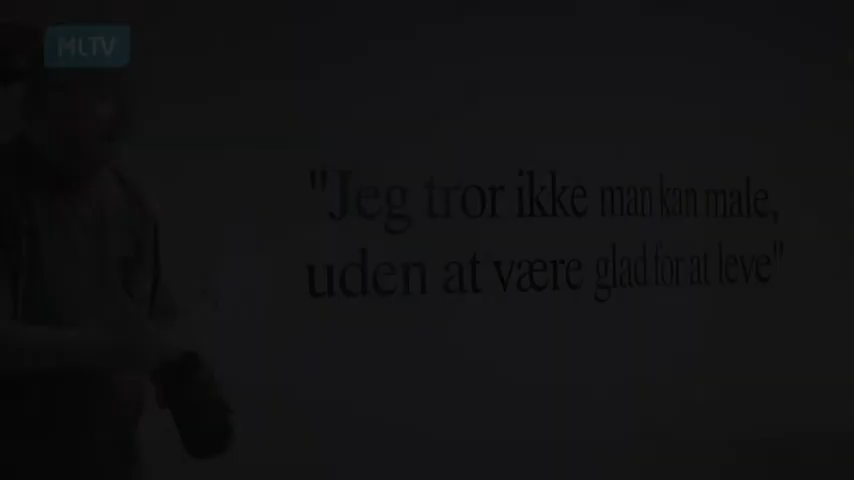 MLTV
"Jeg tror ikke man kan male,
uden at være glad for at leve"